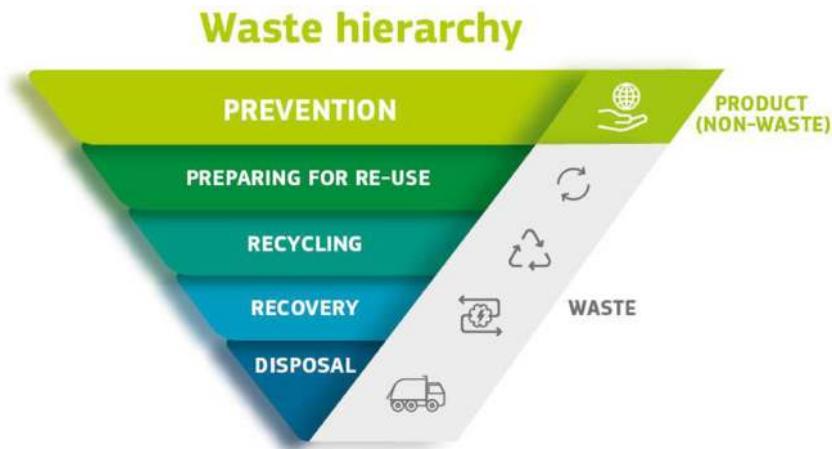 Waste hierarchy
PREVENTION
PRODUCT
(NON-WASTE)
PREPARING FOR RE-USE
RECYCLING
RECOVERY
WASTE
DISPOSAL